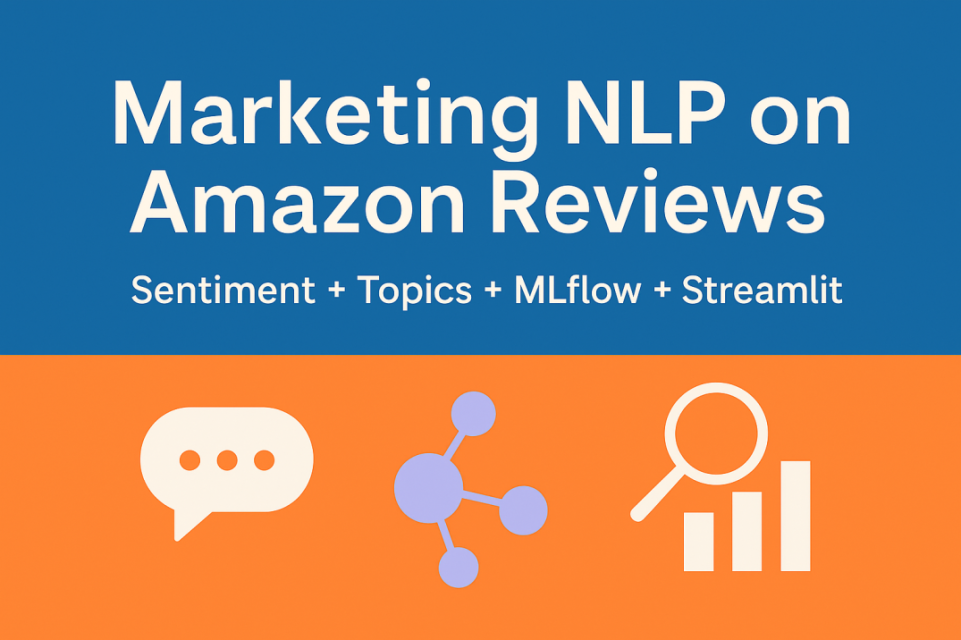 Marketing NLP on
Amazon Reviews
Sentiment + Topics + MLflow + Streamlit